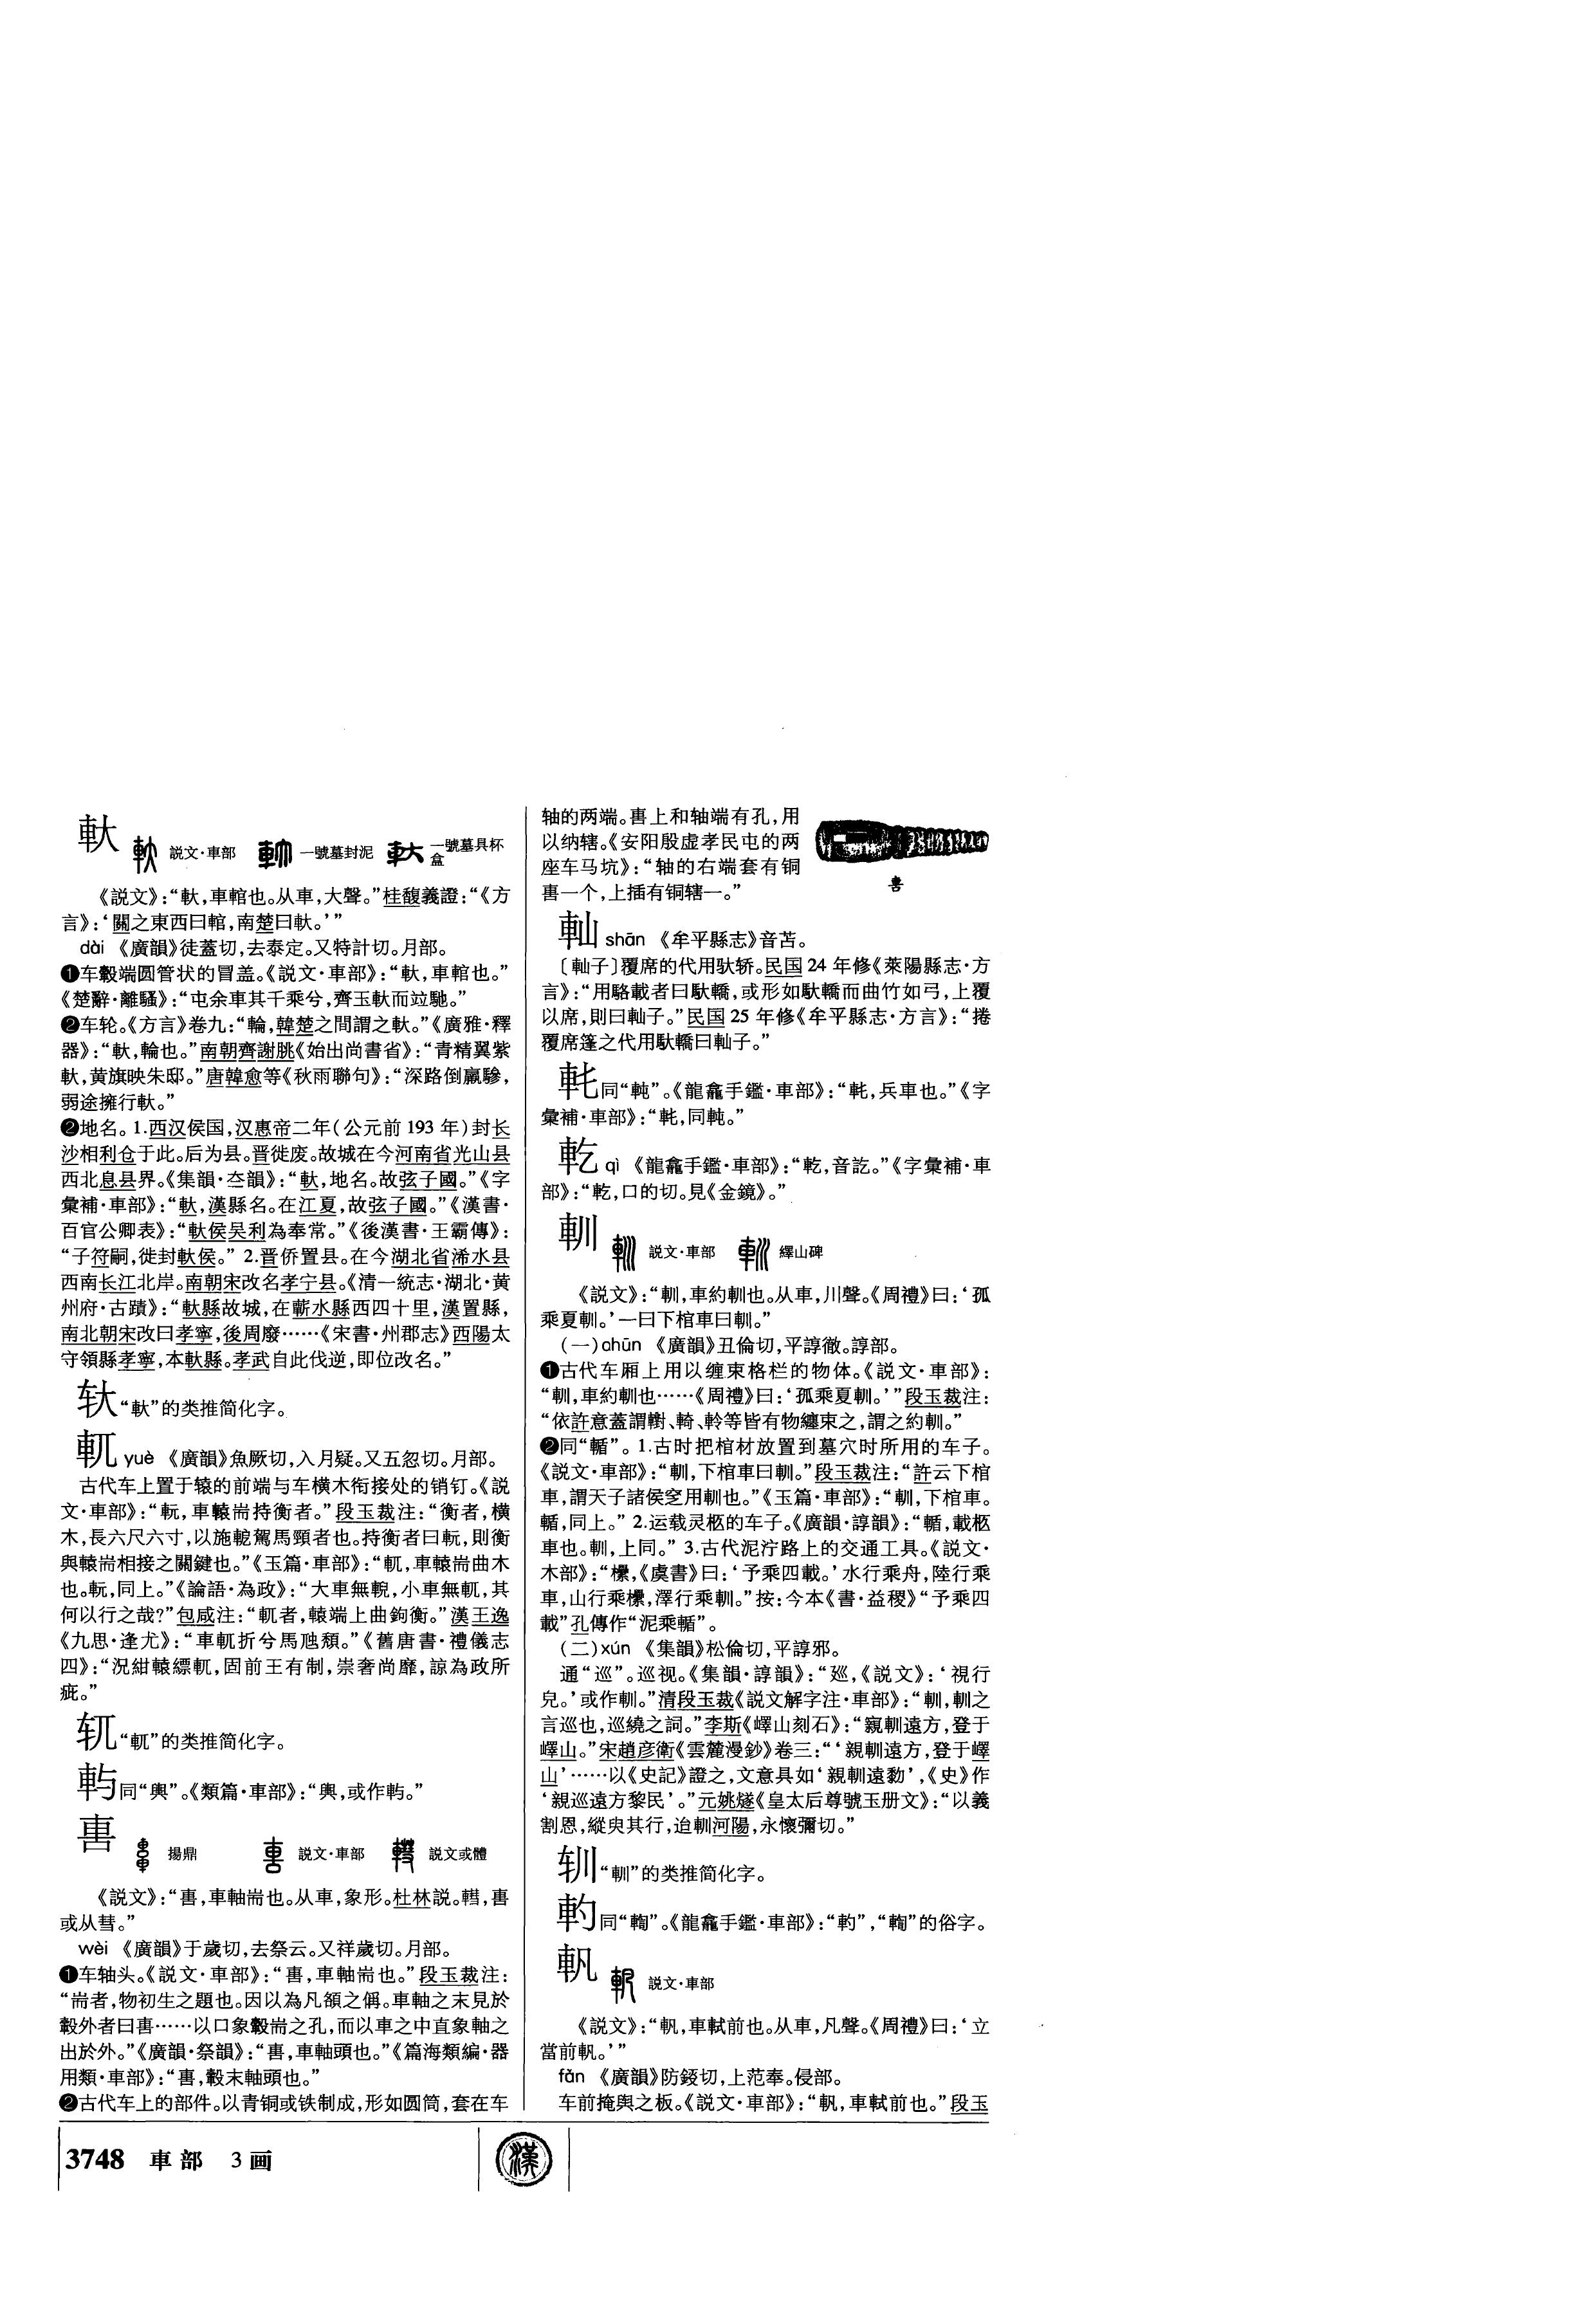 軑
説文·車部 一號墓封泥 一號墓具杯盒
《説文》:“軑,車輨也。从車,大聲。”桂馥義證:“《方
言》:‘關之東西曰輨,南楚曰軑。’”
dài 《廣韻》徒蓋切,去泰定。又特計切。月部。
❶车毂端圆管状的冒盖。《説文·車部》:“軑,車輨也。”
《楚辭·離騷》:“屯余車其千乘兮,齊玉軑而竝馳。”
❷车轮。《方言》卷九:“輪,韓楚之間謂之軑。”《廣雅·釋
器》:“軑,輪也。”南朝齊謝朓《始出尚書省》:“青精翼紫
軑,黄旗映朱邸。”唐韓愈等《秋雨聯句》:“深路倒羸驂,
弱途擁行軑。”
❷地名。1.西汉侯国,汉惠帝二年(公元前193年)封长
沙相利仓于此。后为县。晋徙废。故城在今河南省光山县
西北息县界。《集韻·夳韻》:“軑,地名。故弦子國。”《字
彙補·車部》:“軑,漢縣名。在江夏,故弦子國。”《漢書·
百官公卿表》:“軑侯吴利為奉常。”《後漢書·王霸傳》:
“子符嗣,徙封軑侯。” 2.晋侨置县。在今湖北省浠水县
西南长江北岸。南朝宋改名孝宁县。《清一統志·湖北·黄
州府·古蹟》:“軑縣故城,在蘄水縣西四十里,漢置縣,
南北朝宋改曰孝寧,後周廢……《宋書·州郡志》西陽太
守領縣孝寧,本軑縣。孝武自此伐逆,即位改名。”
轪“軑”的类推简化字。
軏 yuè 《廣韻》魚厥切,入月疑。又五忽切。月部。
古代车上置于辕的前端与车横木衔接处的销钉。《説
文·車部》:“䡇,車轅耑持衡者。”段玉裁注:“衡者,横
木,長六尺六寸,以施軶駕馬頸者也。持衡者曰䡇,則衡
與轅耑相接之關鍵也。”《玉篇·車部》:“軏,車轅耑曲木
也。䡇,同上。”《論語·為政》:“大車無輗,小車無軏,其
何以行之哉?”包咸注:“軏者,轅端上曲鉤衡。”漢王逸
《九思·逢尤》:“車軏折兮馬虺頽。”《舊唐書·禮儀志
四》:“況紺轅縹軏,固前王有制,崇奢尚靡,諒為政所
疵。”
𫐄“軏”的类推简化字。
同“輿”。《類篇·車部》:“輿,或作。”
軎
揚鼎 説文·車部 説文或體
《説文》:“軎,車軸耑也。从車,象形。杜林説。轊,軎
或从彗。”
wèi 《廣韻》于歲切,去祭云。又祥歲切。月部。
❶车轴头。《説文·車部》:“軎,車軸耑也。”段玉裁注:
“耑者,物初生之題也。因以為凡頟之偁。車軸之末見於
轂外者曰軎……以口象轂耑之孔,而以車之中直象軸之
出於外。”《廣韻·祭韻》:“軎,車軸頭也。”《篇海類編·器
用類·車部》:“軎,轂末軸頭也。”
❷古代车上的部件。以青铜或铁制成,形如圆筒,套在车
轴的两端。軎上和轴端有孔,用
以纳辖。《安阳殷虚孝民屯的两
座车马坑》:“轴的右端套有铜
軎一个,上插有铜辖一。”
軎
shān 《牟平縣志》音苫。
〔子〕覆席的代用驮轿。民国24年修《萊陽縣志·方
言》:“用騾載者曰馱轎,或形如馱轎而曲竹如弓,上覆
以席,則曰子。”民国25年修《牟平縣志·方言》:“捲
覆席篷之代用馱轎曰子。”
同“軘”。《龍龕手鑑·車部》:“,兵車也。”《字
彙補·車部》:“,同軘。”
qì 《龍龕手鑑·車部》:“,音訖。”《字彙補·車
部》:“,口的切。見《金鏡》。”
軕
説文·車部 繹山碑
《説文》:“軕,車約軕也。从車,川聲。《周禮》曰:‘孤
乘夏軕。’一曰下棺車曰軕。”
(一)chūn 《廣韻》丑倫切,平諄徹。諄部。
❶古代车厢上用以缠束格栏的物体。《説文·車部》:
“軕,車約軕也……《周禮》曰:‘孤乘夏軕。’”段玉裁注:
“依許意蓋謂䡟、輢、軨等皆有物纏束之,謂之約軕。”
❷同“輴”。1.古时把棺材放置到墓穴时所用的车子。
《説文·車部》:“軕,下棺車曰軕。”段玉裁注:“許云下棺
車,謂天子諸侯窆用軕也。”《玉篇·車部》:“軕,下棺車。
輴,同上。” 2.运载灵柩的车子。《廣韻·諄韻》:“輴,載柩
車也。軕,上同。” 3.古代泥泞路上的交通工具。《説文·
木部》:“欙,《虞書》曰:‘予乘四載。’水行乘舟,陸行乘
車,山行乘欙,澤行乘軕。”按:今本《書·益稷》“予乘四
載”孔傳作“泥乘輴”。
(二)xún 《集韻》松倫切,平諄邪。
通“巡”。巡视。《集韻·諄韻》:“巡,《説文》:‘視行
皃。’或作軕。”清段玉裁《説文解字注·車部》:“軕,軕之
言巡也,巡繞之詞。”李斯《嶧山刻石》:“寴軕遠方,登于
嶧山。”宋趙彦衛《雲麓漫鈔》卷三:“‘親軕遠方,登于嶧
山’……以《史記》證之,文意具如‘親軕遠黎’,《史》作
‘親巡遠方黎民’。”元姚燧《皇太后尊號玉册文》:“以義
割恩,縱臾其行,迨軕河陽,永懷彌切。”
“軕”的类推简化字。
軪同“輷”。《龍龕手鑑·車部》:“”,“輷”的俗字。
軓
説文·車部
《説文》:“軓,車軾前也。从車,凡聲。《周禮》曰:‘立
當前軓。’”
fǎn 《廣韻》防錽切,上范奉。侵部。
车前掩舆之板。《説文·車部》:“軓,車軾前也。”段玉
3748 車部 3画
漢